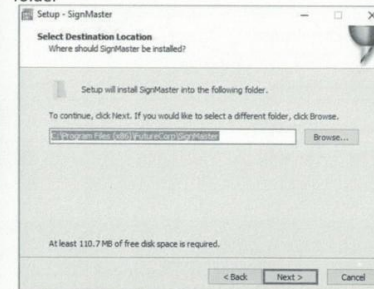 folder
Setup - SignMaster
Select Destination Location
Where should SignMaster be installed?
Setup will install SignMaster into the following folder.
To continue, click Next. If you would like to select a different folder, click Browse.
C:\Program Files (x86)\FutureCorp\SignMaster
Browse...
At least 110.7 MB of free disk space is required.
< Back
Next >
Cancel